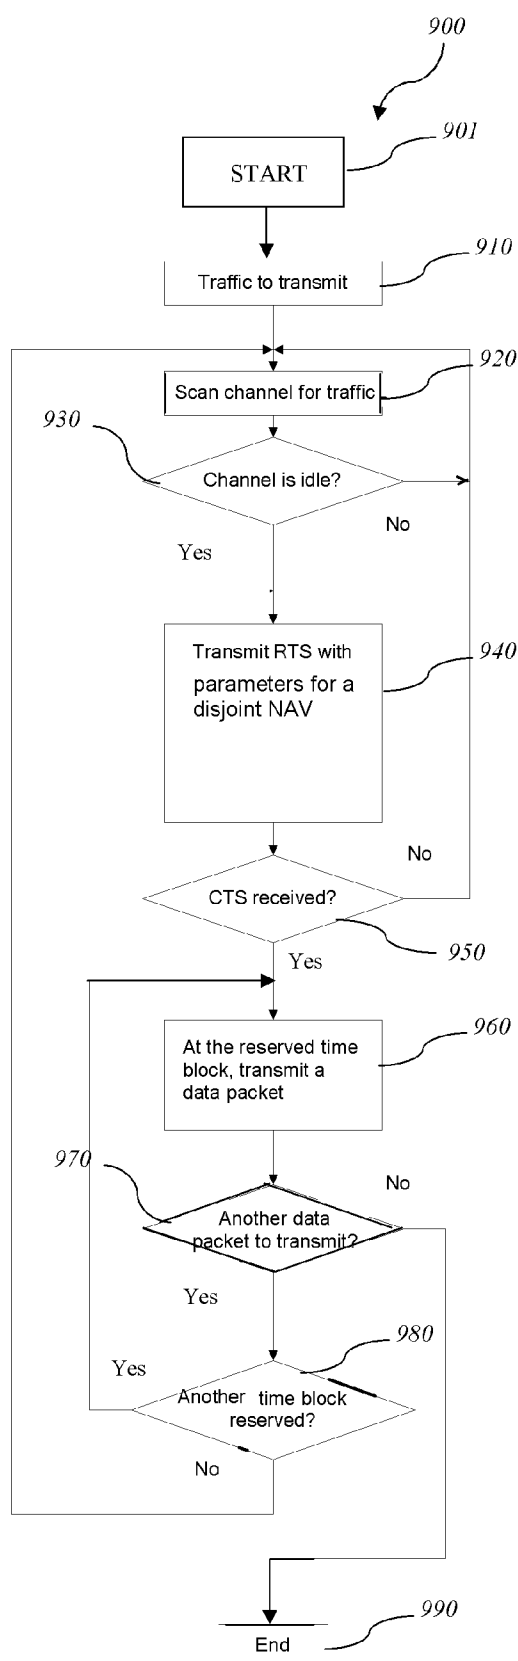 900
901
START
910
Traffic to transmit
920
Scan channel for traffic
930
Channel is idle?
No
Yes
Transmit RTS with
parameters for a
disjoint NAV
940
No
CTS received?
950
Yes
960
At the reserved time
block, transmit a
data packet
970
No
Another data
packet to transmit?
Yes
980
Yes
Another time block
reserved?
No
990
End